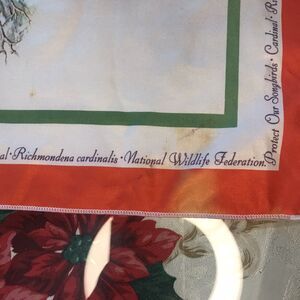 al·Richmondena cardinalis·National Wildlife Federation.
Protect Our Songbirds·Cardinal·R